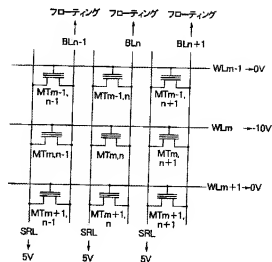 フローティング フローティング フローティング
BLn-1 BLn BLn+1
WLm-1→0V
MTm-1, n-1
MTm-1,n
MTm-1, n+1
WLm →-10V
MTm,n-1
MTm,n
MTm, n+1
WLm+1→0V
MTm+1, n-1
MTm+1, n
MTm+1, n+1
SRL SRL SRL
5V 5V 5V